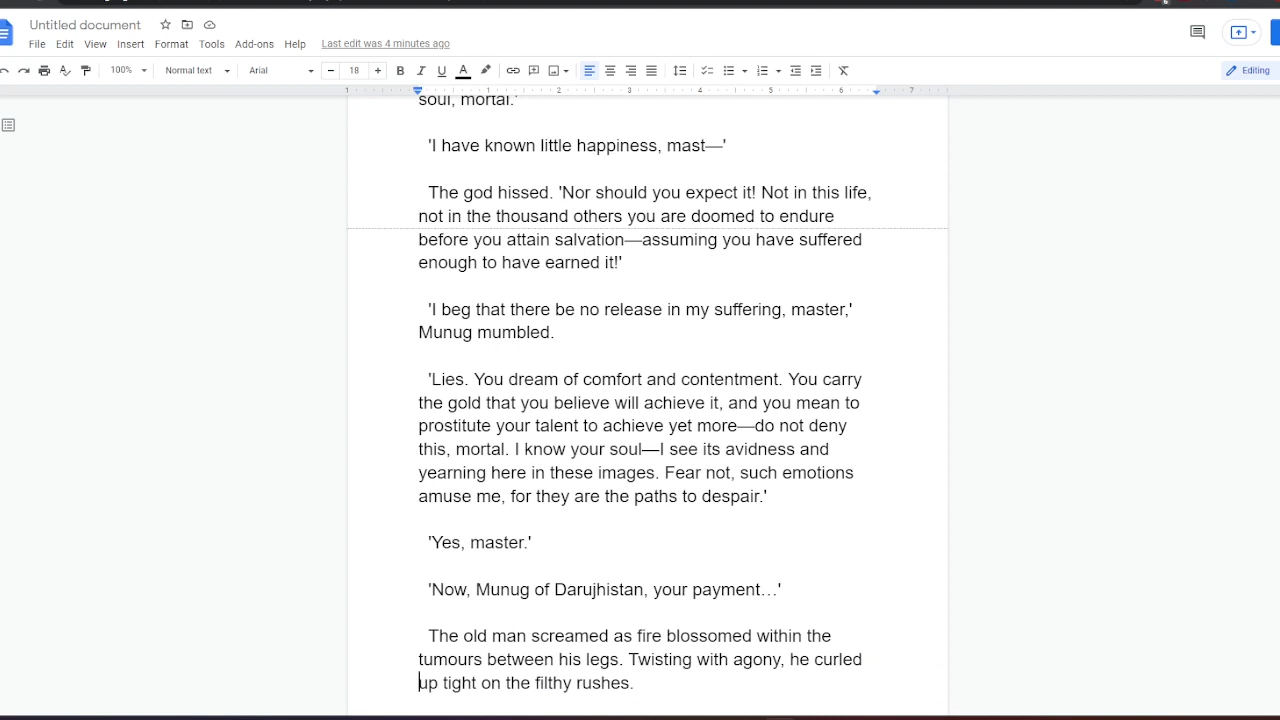 Untitled document
File Edit View Insert Format Tools Add-ons Help Last edit was 4 minutes ago
100% Normal text Arial 18 B I U A Editing
1 1 2 3 4 5 6 7
soul, mortal.'
'I have known little happiness, mast—'
The god hissed. 'Nor should you expect it! Not in this life,
not in the thousand others you are doomed to endure
before you attain salvation—assuming you have suffered
enough to have earned it!'
'I beg that there be no release in my suffering, master,'
Munug mumbled.
'Lies. You dream of comfort and contentment. You carry
the gold that you believe will achieve it, and you mean to
prostitute your talent to achieve yet more—do not deny
this, mortal. I know your soul—I see its avidness and
yearning here in these images. Fear not, such emotions
amuse me, for they are the paths to despair.'
'Yes, master.'
'Now, Munug of Darujhistan, your payment…'
The old man screamed as fire blossomed within the
tumours between his legs. Twisting with agony, he curled
up tight on the filthy rushes.